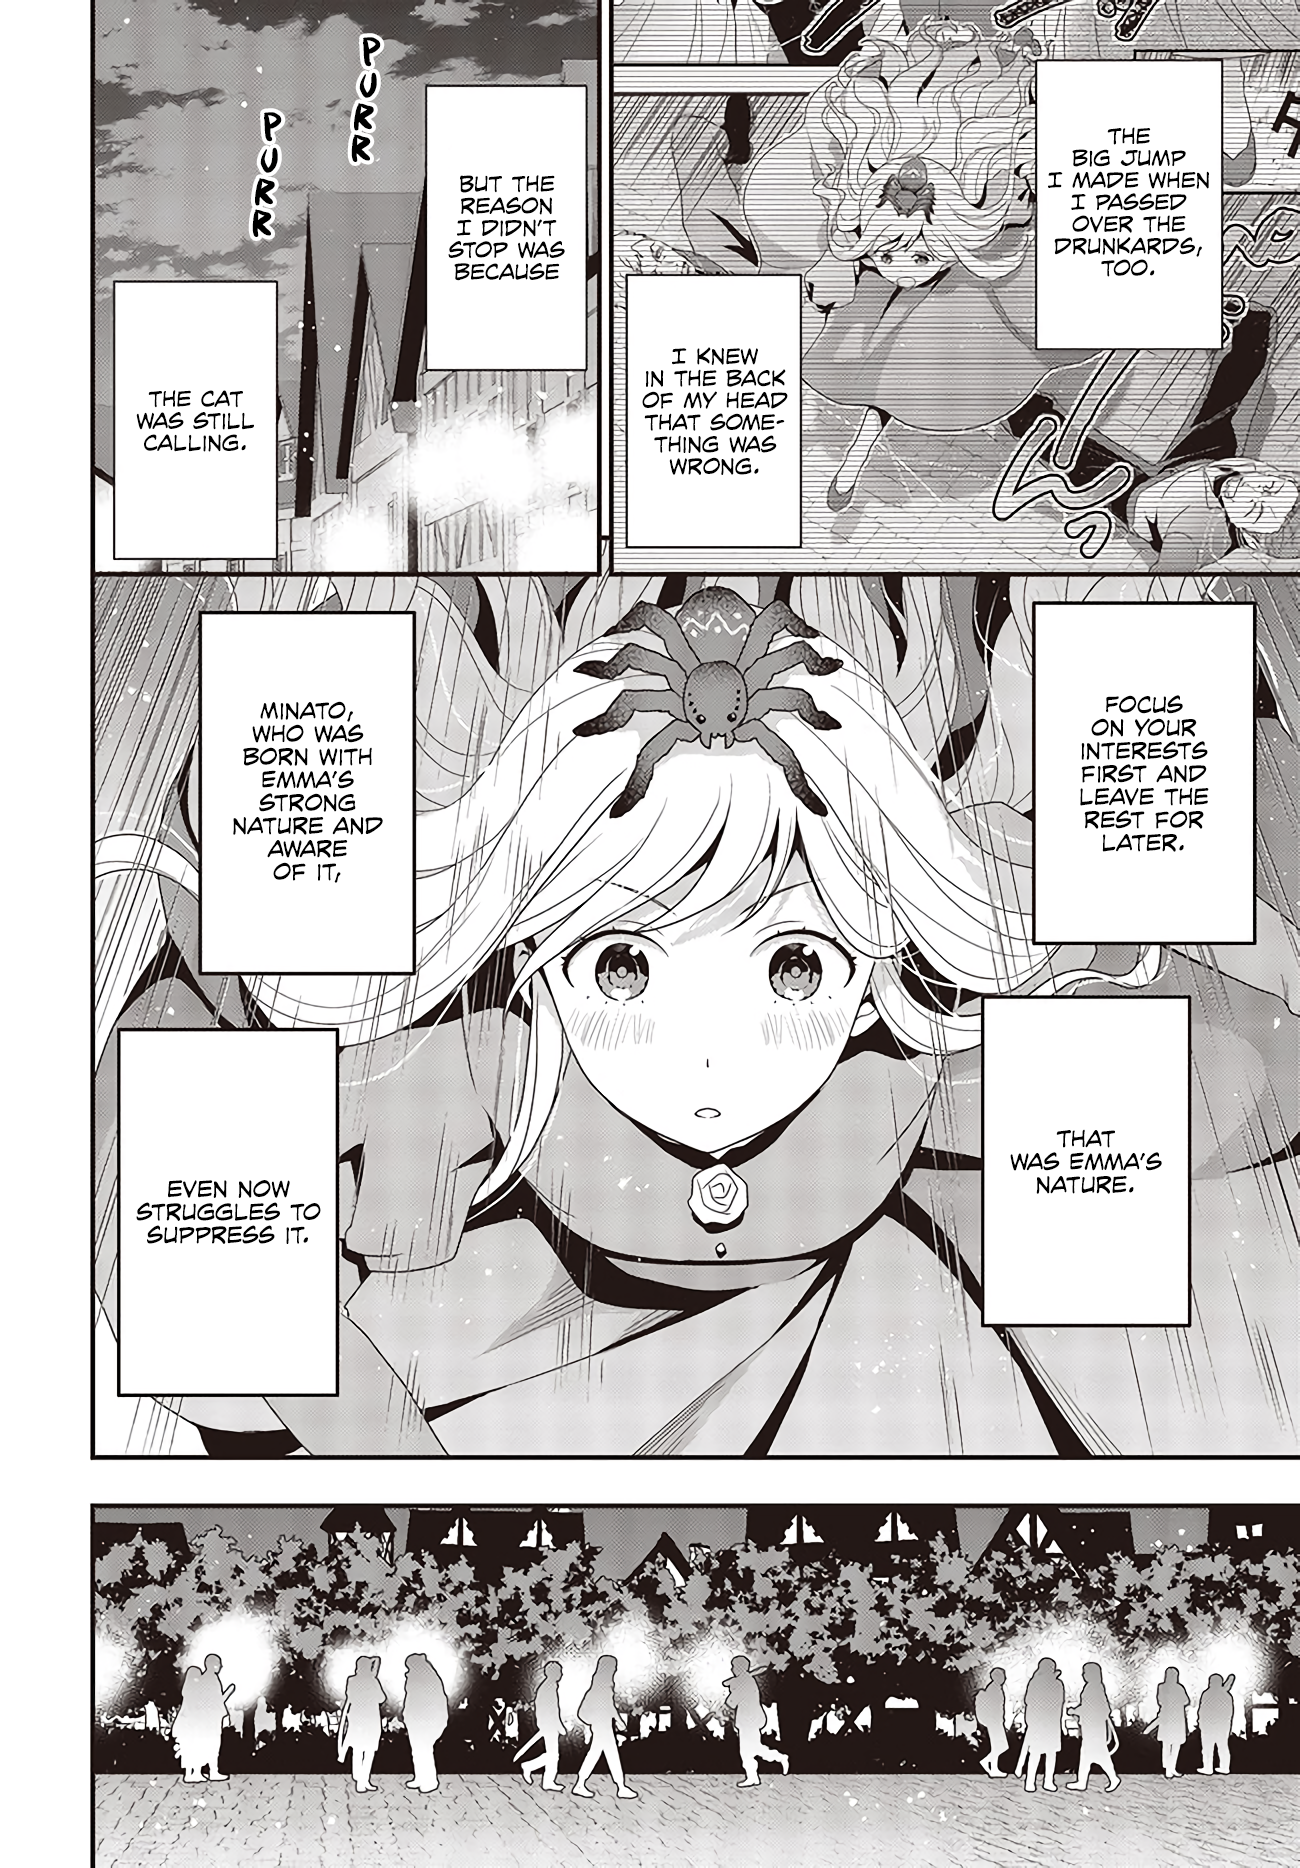 THE
BIG JUMP
I MADE WHEN
I PASSED
OVER THE
DRUNKARDS,
TOO.
I KNEW
IN THE BACK
OF MY HEAD
THAT SOME-
THING WAS
WRONG.
BUT THE
REASON
I DIDN'T
STOP WAS
BECAUSE
PURR
PURR
THE CAT
WAS STILL
CALLING.
FOCUS
ON YOUR
INTERESTS
FIRST AND
LEAVE THE
REST FOR
LATER.
THAT
WAS EMMA'S
NATURE.
MINATO,
WHO WAS
BORN WITH
EMMA'S
STRONG
NATURE AND
AWARE
OF IT,
EVEN NOW
STRUGGLES TO
SUPPRESS IT.